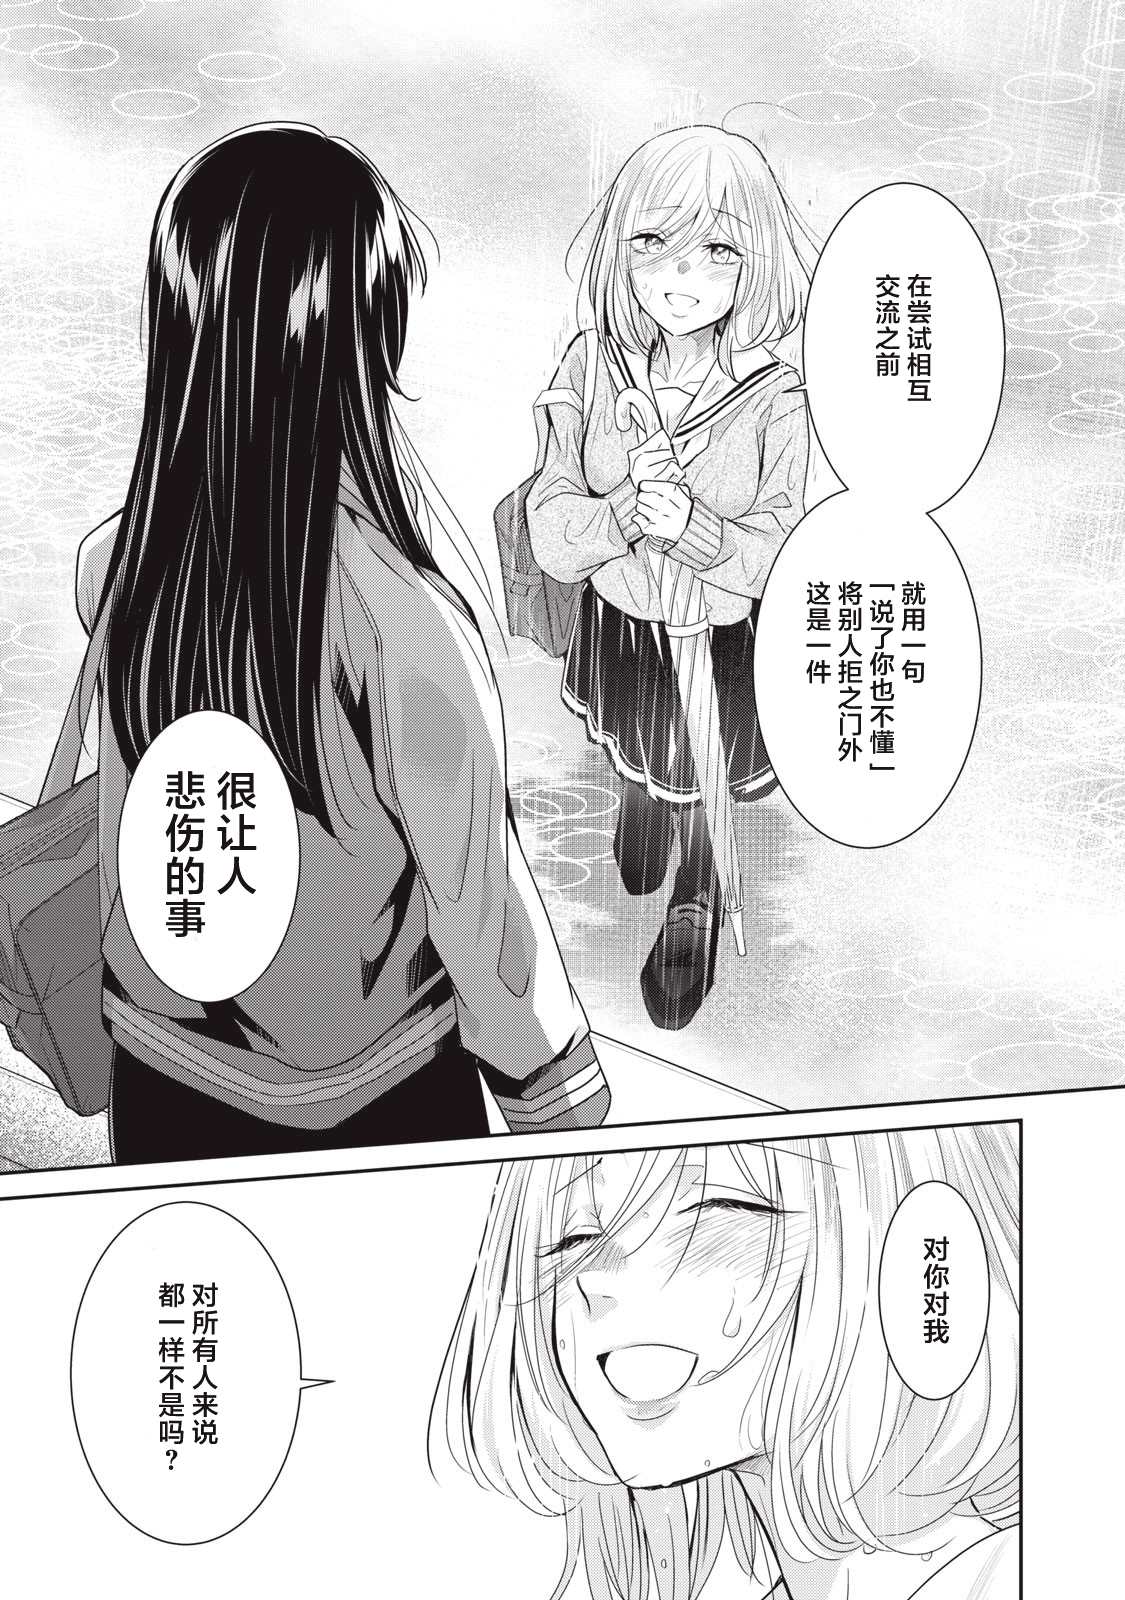 在尝试相互
交流之前
就用一句
「说了你也不懂」
将别人拒之门外
这是一件
很让人
悲伤的事
对你对我
对所有人来说
都一样不是吗?